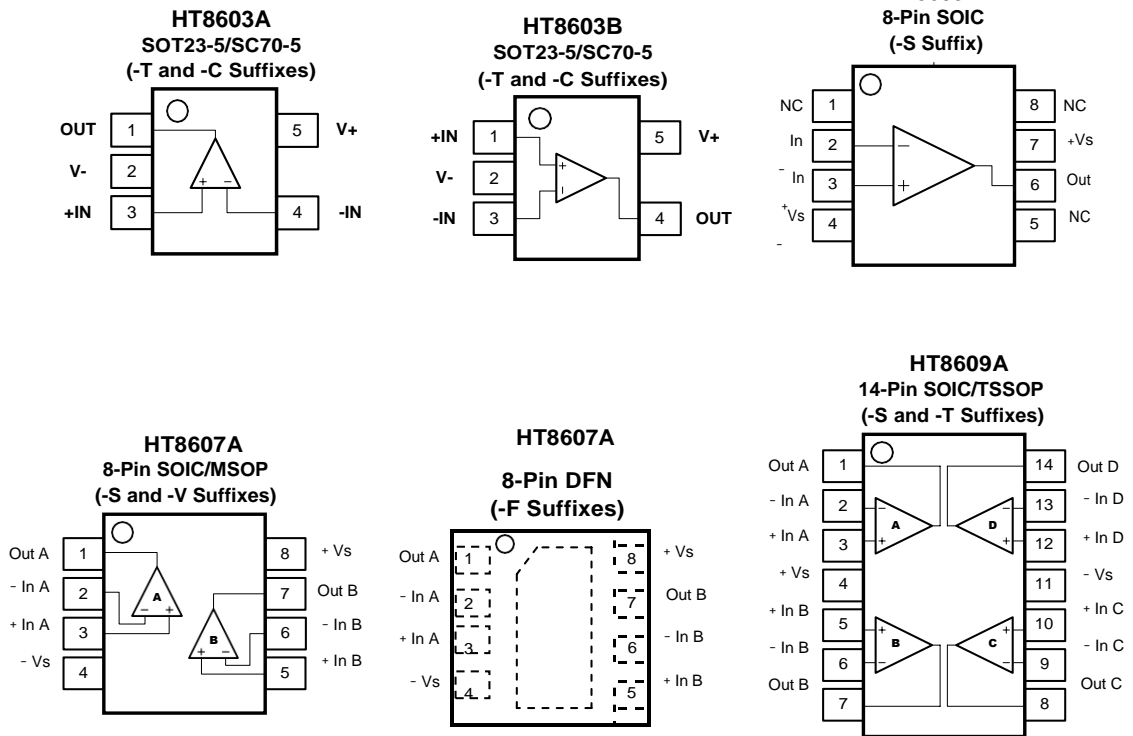 HT8603A
SOT23-5/SC70-5
(-T and -C Suffixes)
OUT 1
V- 2
+IN 3
5 V+
4 -IN
+ −
HT8603B
SOT23-5/SC70-5
(-T and -C Suffixes)
+IN 1
V- 2
-IN 3
5 V+
4 OUT
+
−
8-Pin SOIC
(-S Suffix)
NC 1
In 2
− In 3
+Vs 4
−
8 NC
7 +Vs
6 Out
5 NC
−
+
HT8607A
8-Pin SOIC/MSOP
(-S and -V Suffixes)
Out A 1
− In A 2
+ In A 3
− Vs 4
8 + Vs
7 Out B
6 − In B
5 + In B
A
− +
B
+ −
HT8607A
8-Pin DFN
(-F Suffixes)
Out A 1
− In A 2
+ In A 3
− Vs 4
8 + Vs
7 Out B
6 − In B
5 + In B
HT8609A
14-Pin SOIC/TSSOP
(-S and -T Suffixes)
Out A 1
− In A 2
+ In A 3
+ Vs 4
+ In B 5
− In B 6
Out B 7
14 Out D
13 − In D
12 + In D
11 − Vs
10 + In C
9 − In C
8 Out C
− A +
− D +
+ B −
+ C −